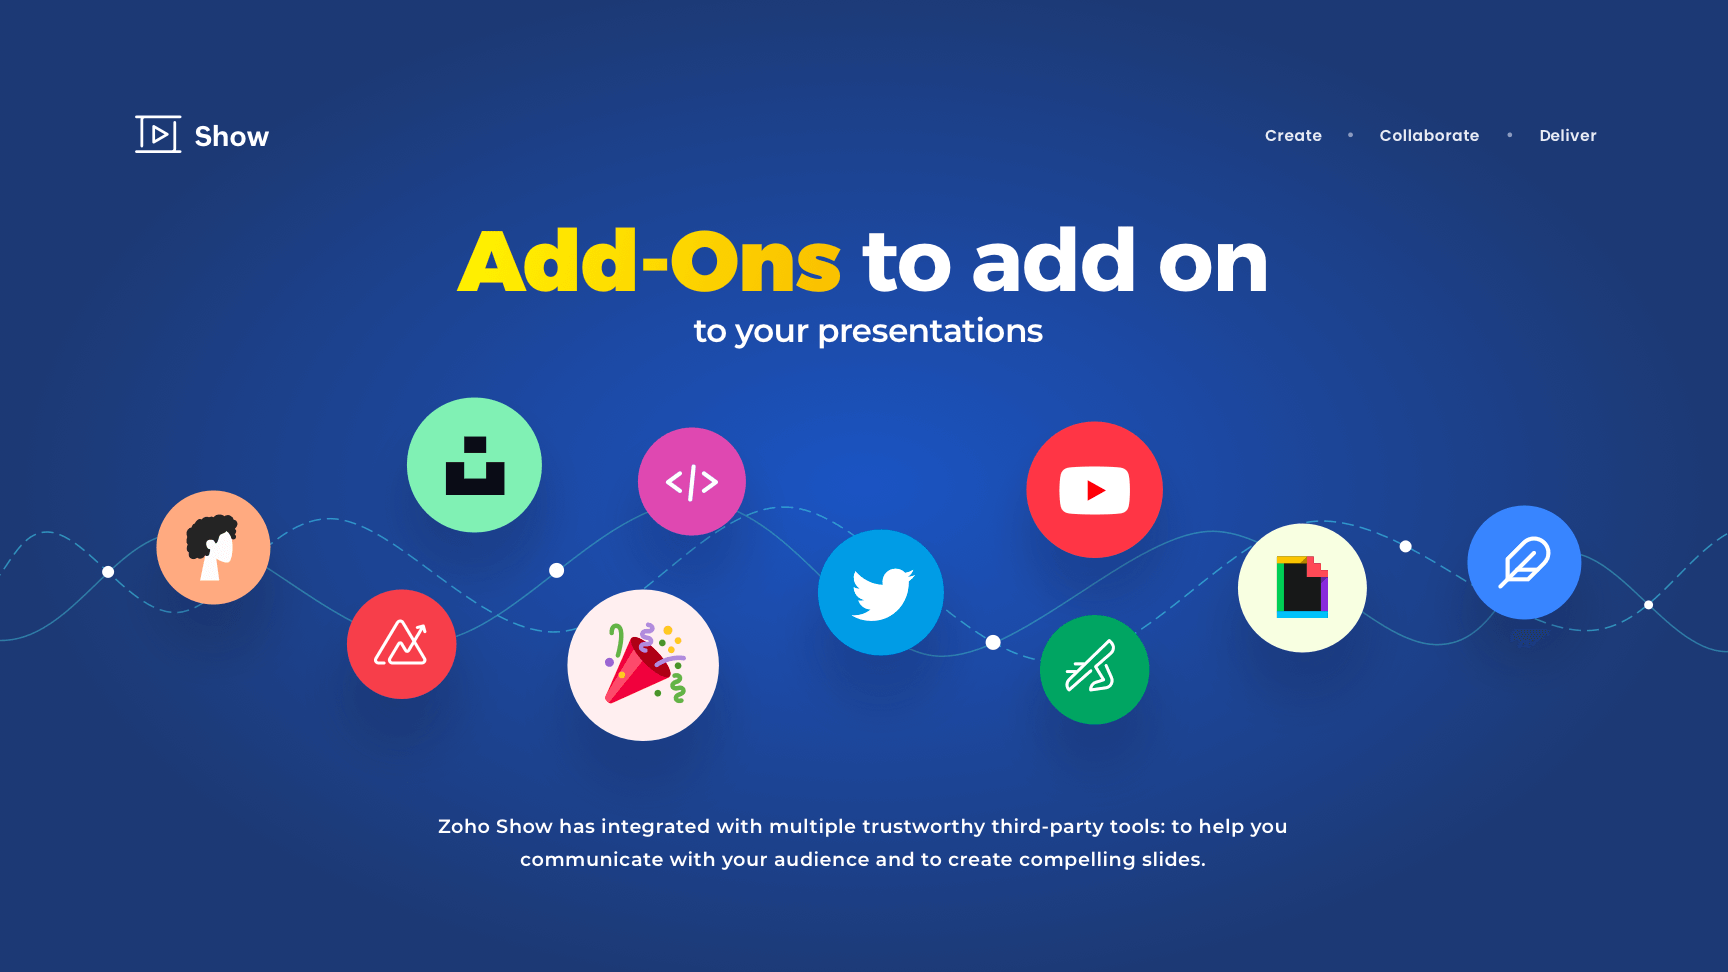 Show
Create • Collaborate • Deliver
Add-Ons to add on
to your presentations
</>
Zoho Show has integrated with multiple trustworthy third-party tools: to help you
communicate with your audience and to create compelling slides.